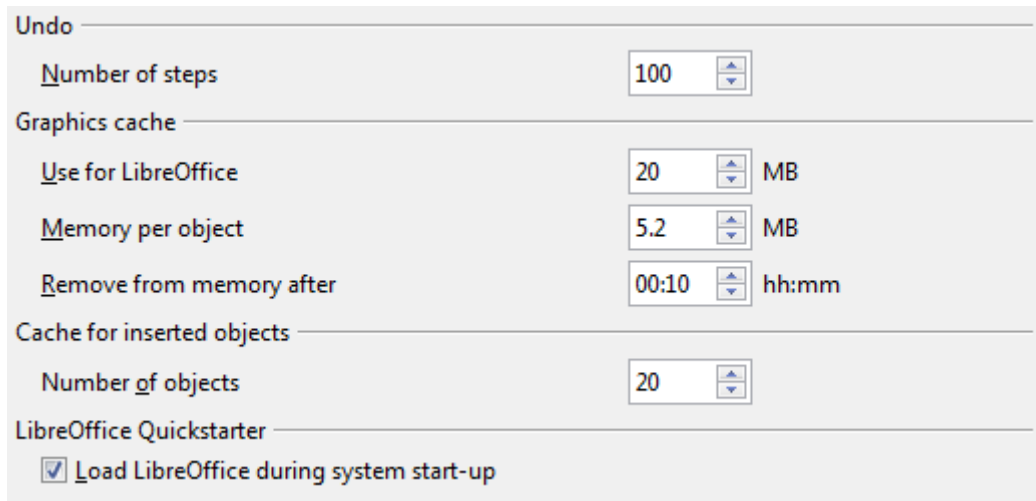 Undo
Number of steps 100
Graphics cache
Use for LibreOffice 20 MB
Memory per object 5.2 MB
Remove from memory after 00:10 hh:mm
Cache for inserted objects
Number of objects 20
LibreOffice Quickstarter
Load LibreOffice during system start-up